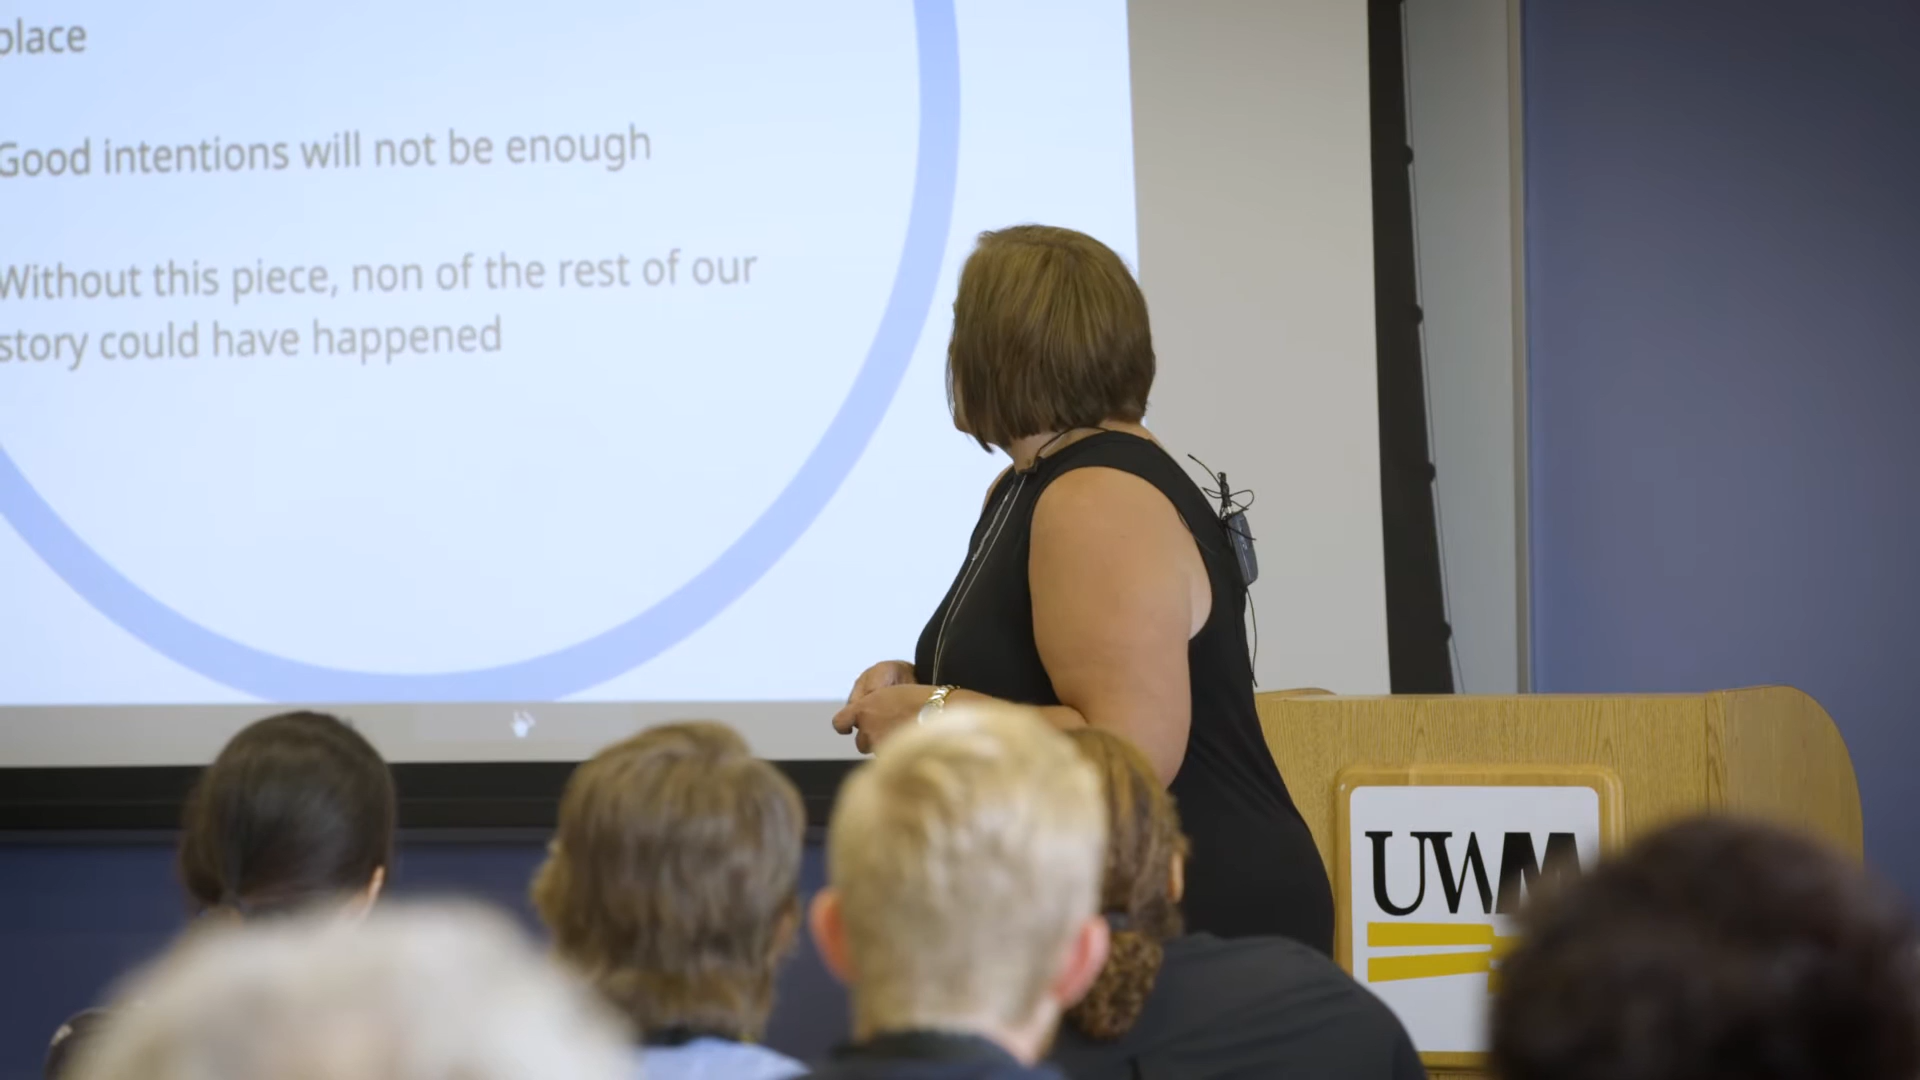 place
Good intentions will not be enough
Without this piece, non of the rest of our
story could have happened
UWM